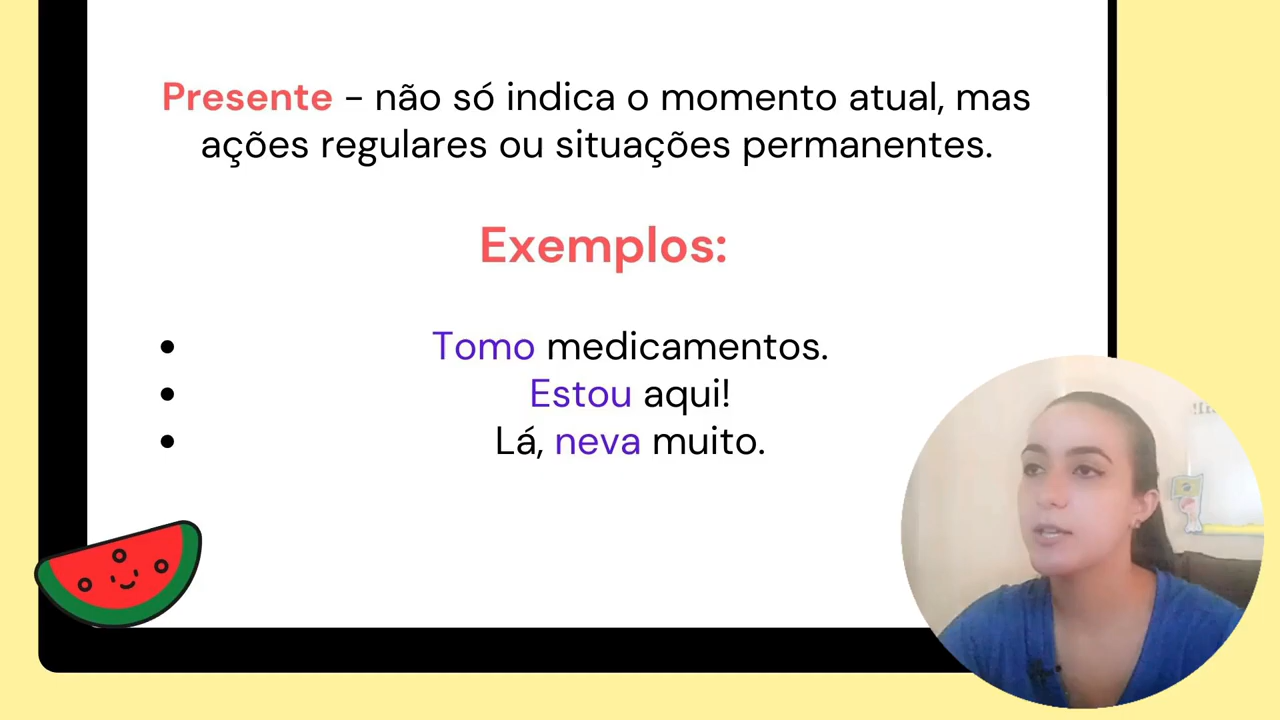 Presente – não só indica o momento atual, mas
ações regulares ou situações permanentes.
Exemplos:
• Tomo medicamentos.
• Estou aqui!
• Lá, neva muito.